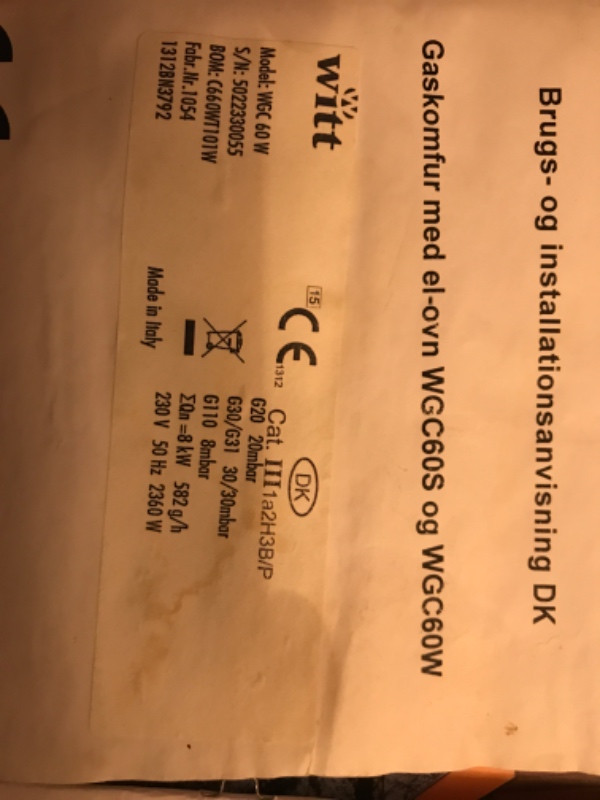 Brugs- og installationsanvisning DK
Gaskomfur med el-ovn WGC60S og WGC60W
witt
Model: WGC 60 W
S/N: 5022330055
BOM: C660WT101W
Fabr.Nr.1054
1312BN3792
15
CE
1312
Made in Italy
DK
Cat. III1a2H3B/P
G20 20mbar
G30/G31 30/30mbar
G110 8mbar
ΣQn =8 kW 582 g/h
230 V 50 Hz 2360 W